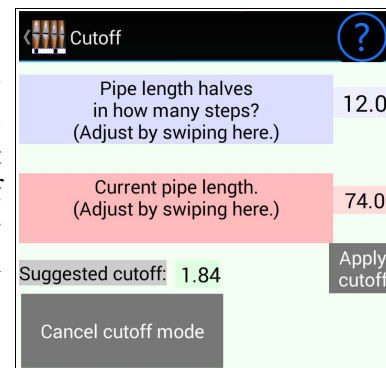 Cutoff
?
Pipe length halves
in how many steps?
(Adjust by swiping here.)
12.0
Current pipe length.
(Adjust by swiping here.)
74.0
Suggested cutoff: 1.84
Apply
cutoff
Cancel cutoff mode